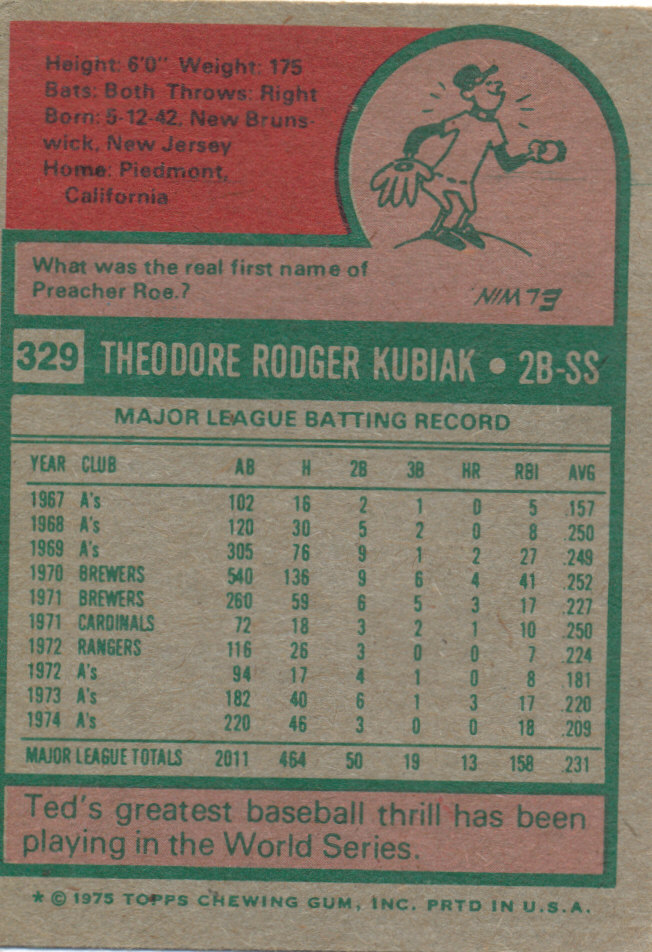 Height: 6'0" Weight: 175
Bats: Both Throws: Right
Born: 5-12-42, New Bruns-
wick, New Jersey
Home: Piedmont,
California
What was the real first name of
Preacher Roe.?
ELWIN
329 THEODORE RODGER KUBIAK • 2B-SS
MAJOR LEAGUE BATTING RECORD
YEAR CLUB AB H 2B 3B HR RBI AVG
1967 A's 102 16 2 1 0 5 .157
1968 A's 120 30 5 2 0 8 .250
1969 A's 305 76 9 1 2 27 .249
1970 BREWERS 540 136 9 6 4 41 .252
1971 BREWERS 260 59 6 5 3 17 .227
1971 CARDINALS 72 18 3 2 1 10 .250
1972 RANGERS 116 26 3 0 0 7 .224
1972 A's 94 17 4 1 0 8 .181
1973 A's 182 40 6 1 3 17 .220
1974 A's 220 46 3 0 0 18 .209
MAJOR LEAGUE TOTALS 2011 464 50 19 13 158 .231
Ted's greatest baseball thrill has been
playing in the World Series.
* © 1975 TOPPS CHEWING GUM, INC. PRTD IN U.S.A.